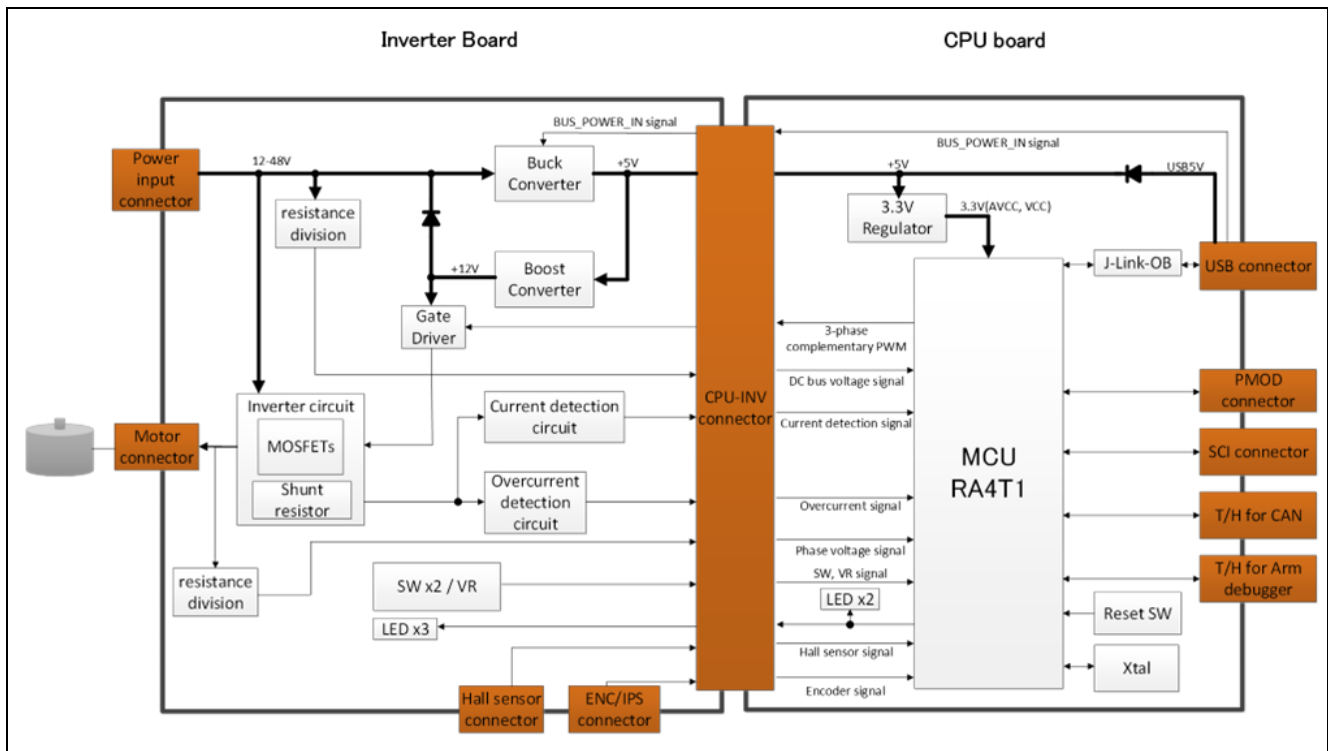 Inverter Board
CPU board
BUS_POWER_IN signal
BUS_POWER_IN signal
Power
input
connector
12-48V
Buck
Converter
+5V
+5V
USB5V
resistance
division
3.3V
Regulator
3.3V(AVCC, VCC)
+12V
Boost
Converter
J-Link-OB
USB connector
Gate
Driver
3-phase
complementary PWM
DC bus voltage signal
PMOD
connector
CPU-INV
connector
Inverter circuit
MOSFETs
Current detection
circuit
Current detection signal
Motor
connector
MCU
RA4T1
SCI connector
Shunt
resistor
Overcurrent
detection
circuit
Overcurrent signal
T/H for CAN
Phase voltage signal
resistance
division
SW x2 / VR
SW, VR signal
T/H for Arm
debugger
LED x2
Reset SW
LED x3
Hall sensor signal
Xtal
Encoder signal
Hall sensor
connector
ENC/IPS
connector